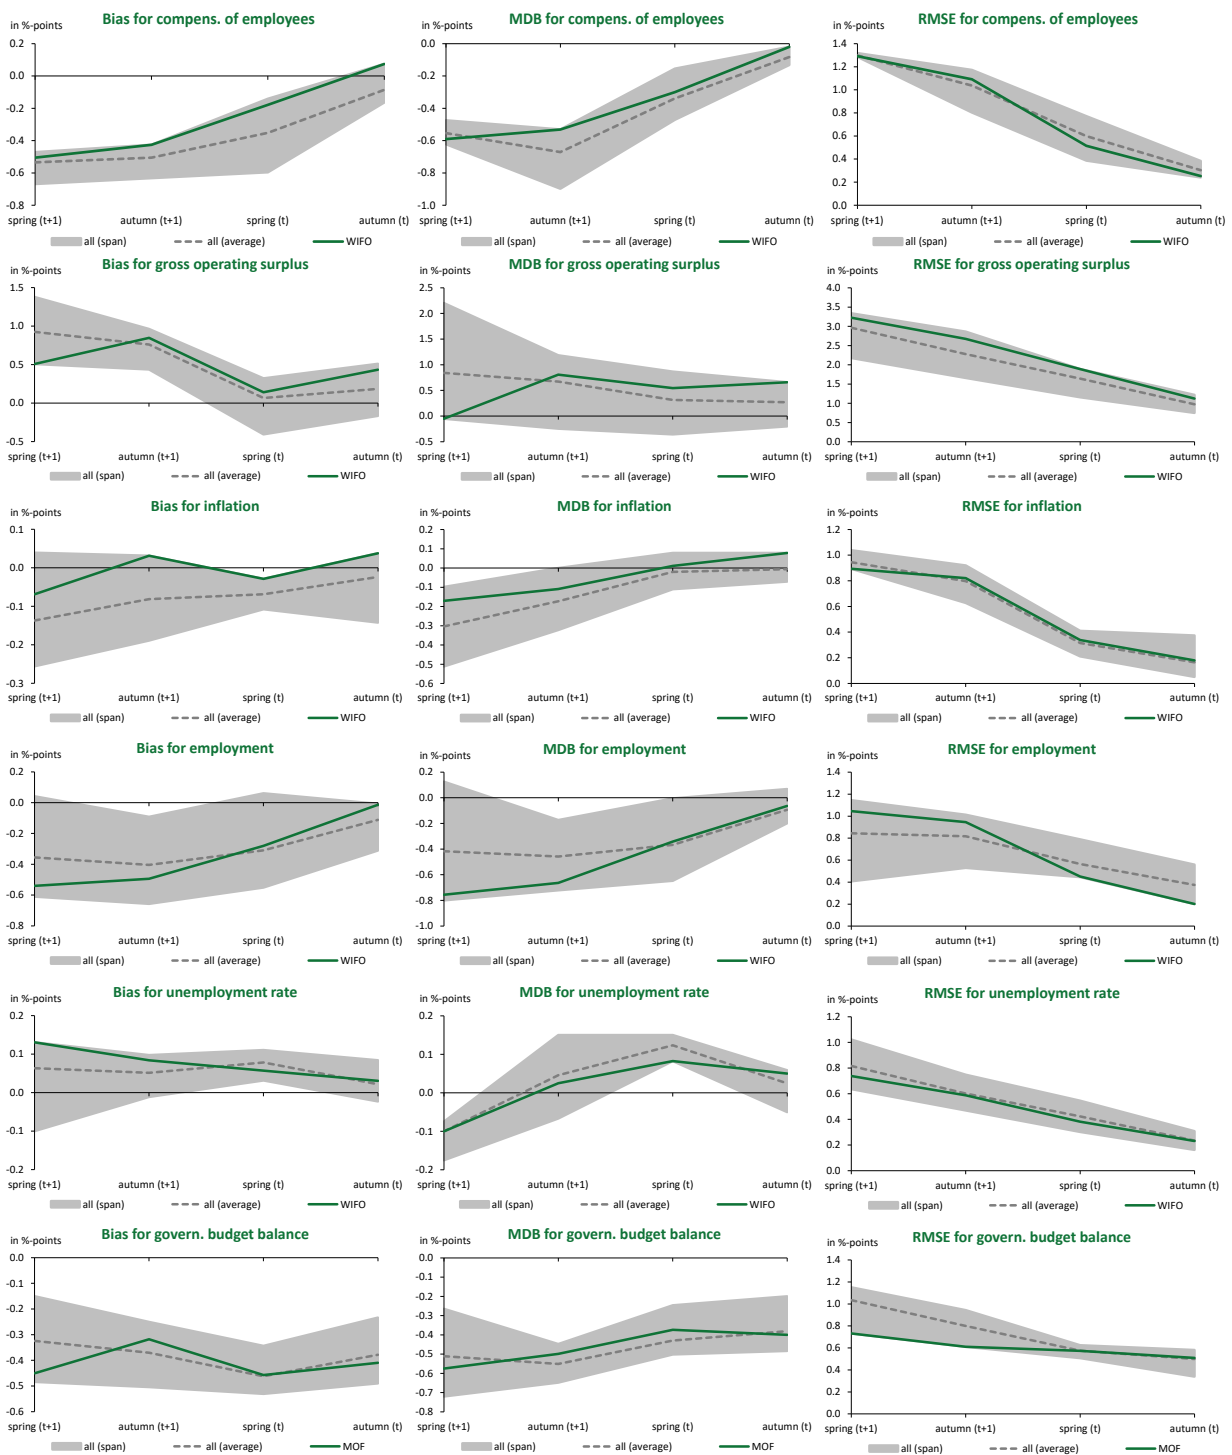 Bias for compens. of employees
in %-points
0.2
0.0
-0.2
-0.4
-0.6
-0.8
spring (t+1) autumn (t+1) spring (t) autumn (t)
all (span) all (average) WIFO
MDB for compens. of employees
in %-points
0.0
-0.2
-0.4
-0.6
-0.8
-1.0
spring (t+1) autumn (t+1) spring (t) autumn (t)
all (span) all (average) WIFO
RMSE for compens. of employees
in %-points
1.4
1.2
1.0
0.8
0.6
0.4
0.2
0.0
spring (t+1) autumn (t+1) spring (t) autumn (t)
all (span) all (average) WIFO
Bias for gross operating surplus
in %-points
1.5
1.0
0.5
0.0
-0.5
spring (t+1) autumn (t+1) spring (t) autumn (t)
all (span) all (average) WIFO
MDB for gross operating surplus
in %-points
2.5
2.0
1.5
1.0
0.5
0.0
-0.5
spring (t+1) autumn (t+1) spring (t) autumn (t)
all (span) all (average) WIFO
RMSE for gross operating surplus
in %-points
4.0
3.5
3.0
2.5
2.0
1.5
1.0
0.5
0.0
spring (t+1) autumn (t+1) spring (t) autumn (t)
all (span) all (average) WIFO
Bias for inflation
in %-points
0.1
0.0
-0.1
-0.2
-0.3
spring (t+1) autumn (t+1) spring (t) autumn (t)
all (span) all (average) WIFO
MDB for inflation
in %-points
0.2
0.1
0.0
-0.1
-0.2
-0.3
-0.4
-0.5
-0.6
spring (t+1) autumn (t+1) spring (t) autumn (t)
all (span) all (average) WIFO
RMSE for inflation
in %-points
1.2
1.0
0.8
0.6
0.4
0.2
0.0
spring (t+1) autumn (t+1) spring (t) autumn (t)
all (span) all (average) WIFO
Bias for employment
in %-points
0.2
0.0
-0.2
-0.4
-0.6
-0.8
spring (t+1) autumn (t+1) spring (t) autumn (t)
all (span) all (average) WIFO
MDB for employment
in %-points
0.2
0.0
-0.2
-0.4
-0.6
-0.8
-1.0
spring (t+1) autumn (t+1) spring (t) autumn (t)
all (span) all (average) WIFO
RMSE for employment
in %-points
1.4
1.2
1.0
0.8
0.6
0.4
0.2
0.0
spring (t+1) autumn (t+1) spring (t) autumn (t)
all (span) all (average) WIFO
Bias for unemployment rate
in %-points
0.2
0.1
0.0
-0.1
-0.2
spring (t+1) autumn (t+1) spring (t) autumn (t)
all (span) all (average) WIFO
MDB for unemployment rate
in %-points
0.2
0.1
0.0
-0.1
-0.2
spring (t+1) autumn (t+1) spring (t) autumn (t)
all (span) all (average) WIFO
RMSE for unemployment rate
in %-points
1.2
1.0
0.8
0.6
0.4
0.2
0.0
spring (t+1) autumn (t+1) spring (t) autumn (t)
all (span) all (average) WIFO
Bias for govern. budget balance
in %-points
0.0
-0.1
-0.2
-0.3
-0.4
-0.5
-0.6
spring (t+1) autumn (t+1) spring (t) autumn (t)
all (span) all (average) MOF
MDB for govern. budget balance
in %-points
0.0
-0.1
-0.2
-0.3
-0.4
-0.5
-0.6
-0.7
-0.8
spring (t+1) autumn (t+1) spring (t) autumn (t)
all (span) all (average) MOF
RMSE for govern. budget balance
in %-points
1.4
1.2
1.0
0.8
0.6
0.4
0.2
0.0
spring (t+1) autumn (t+1) spring (t) autumn (t)
all (span) all (average) MOF